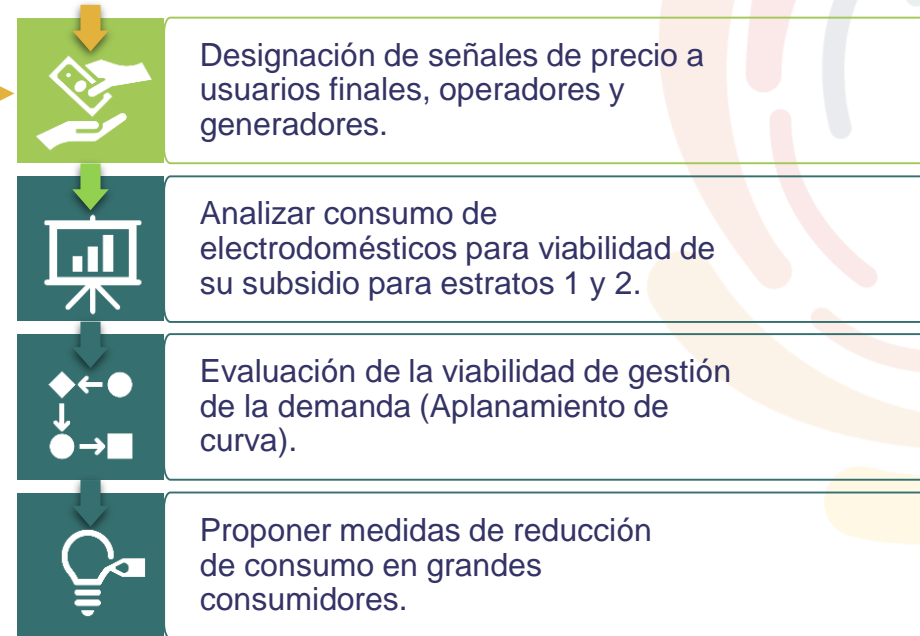 Designación de señales de precio a
usuarios finales, operadores y
generadores.
Analizar consumo de
electrodomésticos para viabilidad de
su subsidio para estratos 1 y 2.
Evaluación de la viabilidad de gestión
de la demanda (Aplanamiento de
curva).
Proponer medidas de reducción
de consumo en grandes
consumidores.